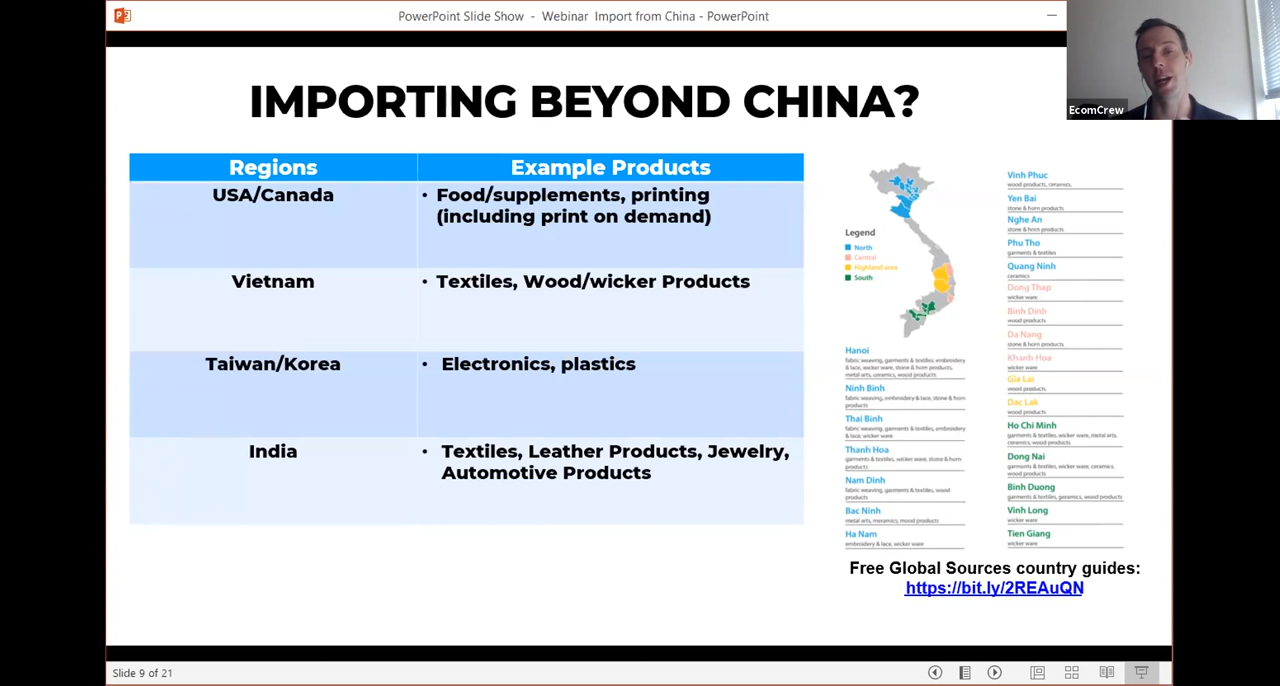 PowerPoint Slide Show - Webinar Import from China - PowerPoint
EcomCrew
IMPORTING BEYOND CHINA?
Regions
Example Products
USA/Canada
• Food/supplements, printing
(including print on demand)
Vietnam
• Textiles, Wood/wicker Products
Taiwan/Korea
• Electronics, plastics
India
• Textiles, Leather Products, Jewelry,
Automotive Products
Legend
North
Central
Highland area
South
Hanoi
fabric weaving, garments & textiles, embroidery
& lace, wicker ware, stone & horn products,
metal arts, ceramics, wood products
Ninh Binh
fabric weaving, embroidery & lace, stone & horn
products
Thai Binh
fabric weaving, garments & textiles, embroidery
& lace, wicker ware
Thanh Hoa
garments & textiles, wicker ware, stone & horn
products
Nam Dinh
fabric weaving, garments & textiles, wood
products
Bac Ninh
metal arts, ceramics, wood products
Ha Nam
embroidery & lace, wicker ware
Vinh Phuc
wood products, ceramics,
Yen Bai
stone & horn products
Nghe An
stone & horn products
Phu Tho
garments & textiles
Quang Ninh
ceramics
Dong Thap
wicker ware
Binh Dinh
wood products
Da Nang
stone & horn products
Khanh Hoa
wicker ware
Gia Lai
wood products
Dac Lak
wood products
Ho Chi Minh
garments & textiles, wicker ware, metal arts,
ceramics, wood products
Dong Nai
garments & textiles, wicker ware, ceramics,
wood products
Binh Duong
garments & textiles, ceramics, wood products
Vinh Long
wicker ware
Tien Giang
wicker ware
Free Global Sources country guides:
https://bit.ly/2REAuQN
Slide 9 of 21